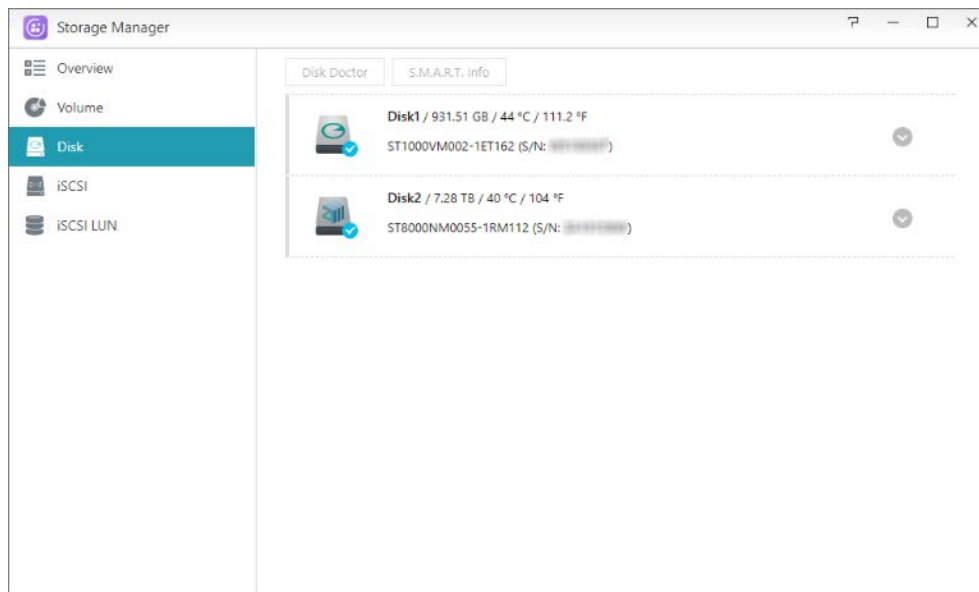 Storage Manager
Overview
Volume
Disk
iSCSI
iSCSI LUN
Disk Doctor
S.M.A.R.T. Info
Disk1 / 931.51 GB / 44 °C / 111.2 °F
ST1000VM002-1ET162 (S/N: )
Disk2 / 7.28 TB / 40 °C / 104 °F
ST8000NM0055-1RM112 (S/N: )